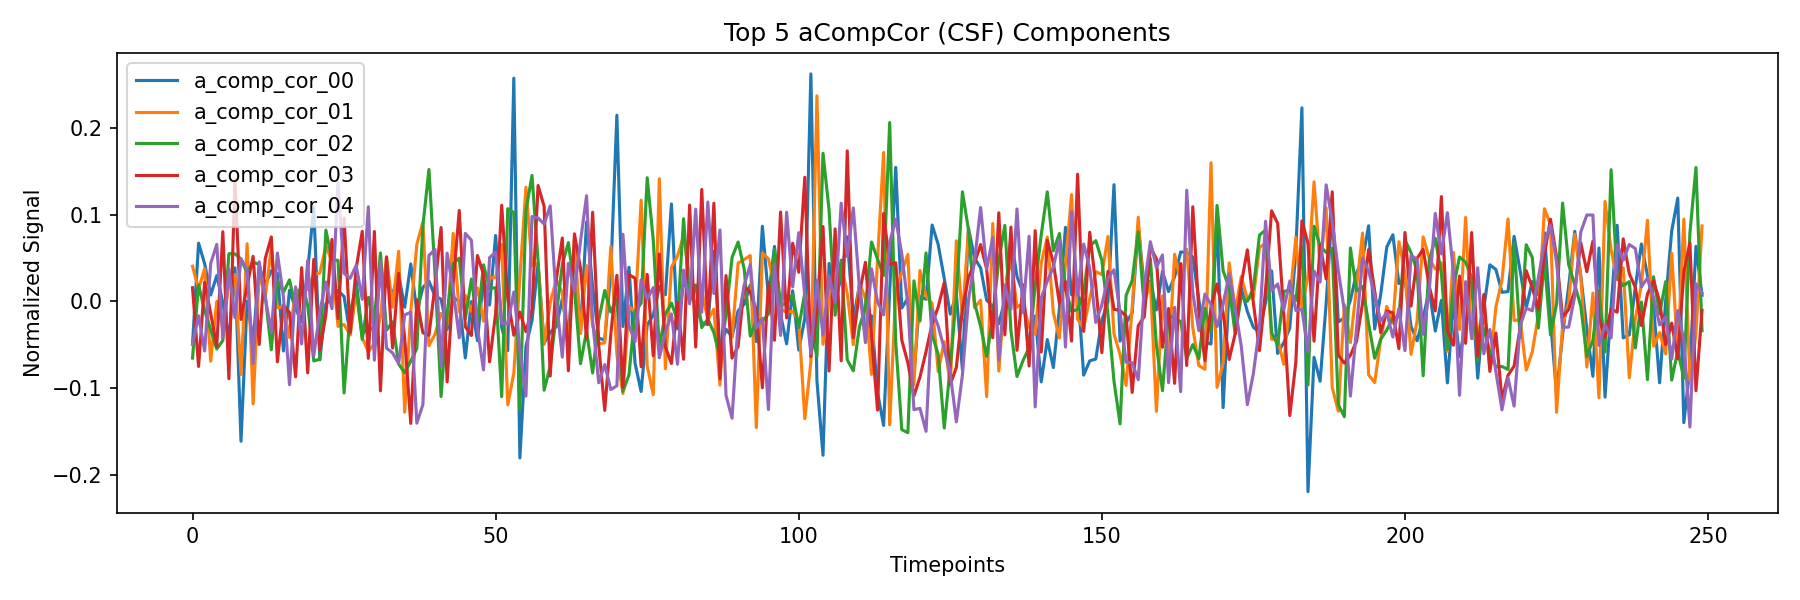 Top 5 aCompCor (CSF) Components
a_comp_cor_00
a_comp_cor_01
a_comp_cor_02
a_comp_cor_03
a_comp_cor_04
Normalized Signal
0.2
0.1
0.0
−0.1
−0.2
0 50 100 150 200 250
Timepoints